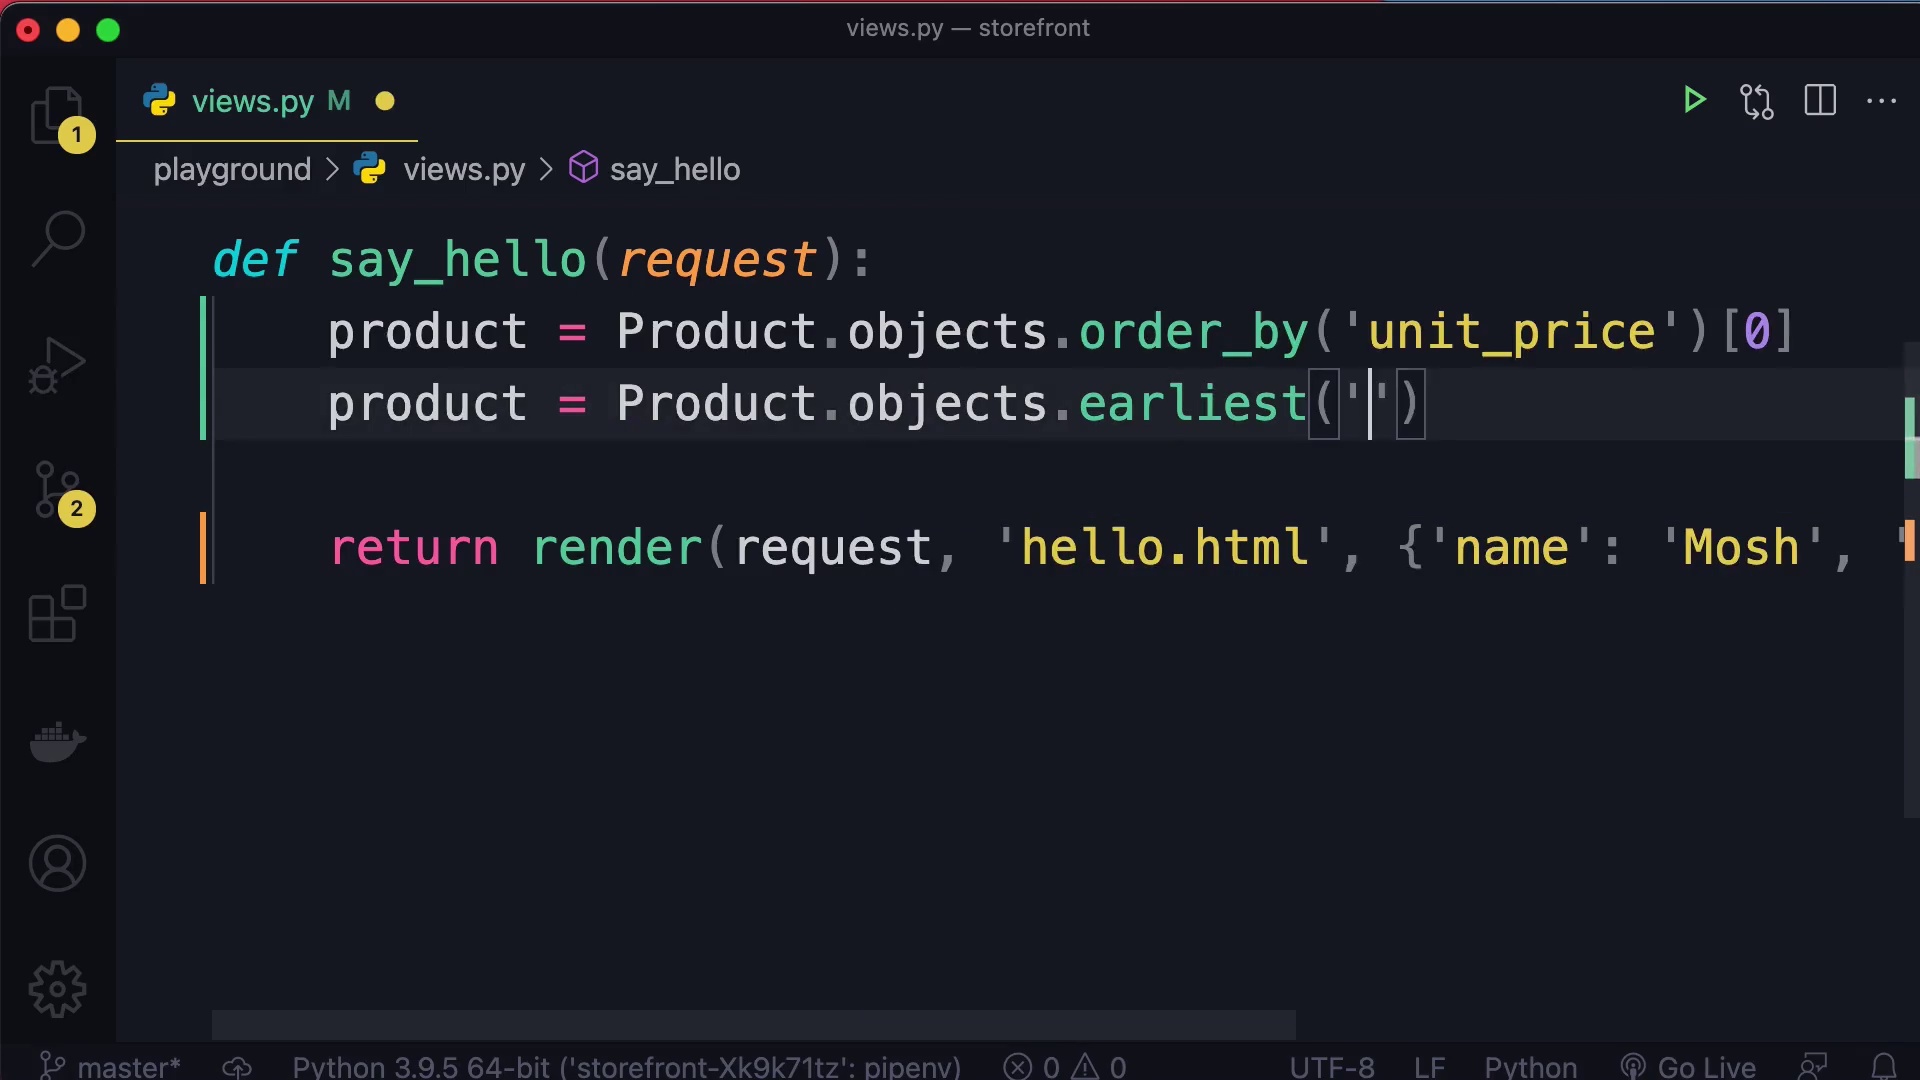 views.py — storefront
views.py M
1
playground > views.py > say_hello
def say_hello(request):
product = Product.objects.order_by('unit_price')[0]
product = Product.objects.earliest('')
2
return render(request, 'hello.html', {'name': 'Mosh', '
master* Python 3.9.5 64-bit ('storefront-Xk9k71tz': pipenv) 0 0 UTF-8 LF Python Go Live